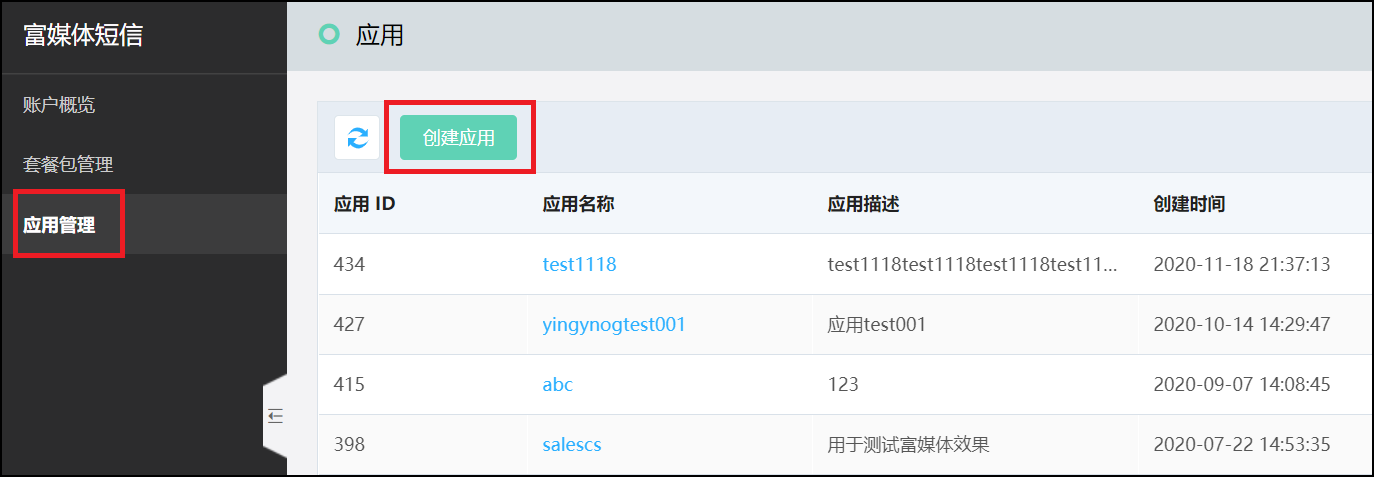 富媒体短信
应用
账户概览
套餐包管理
应用管理
创建应用
应用 ID 应用名称 应用描述 创建时间
434 test1118 test1118test1118test1118test11... 2020-11-18 21:37:13
427 yingynogtest001 应用test001 2020-10-14 14:29:47
415 abc 123 2020-09-07 14:08:45
398 salescs 用于测试富媒体效果 2020-07-22 14:53:35